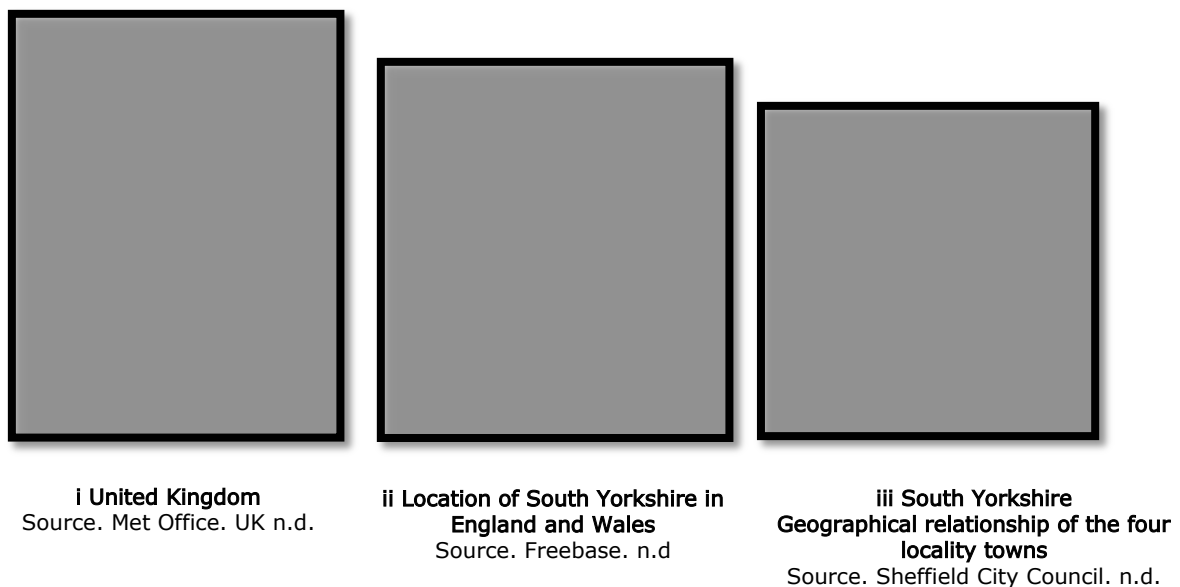 i United Kingdom
Source. Met Office. UK n.d.
ii Location of South Yorkshire in
England and Wales
Source. Freebase. n.d
iii South Yorkshire
Geographical relationship of the four
locality towns
Source. Sheffield City Council. n.d.